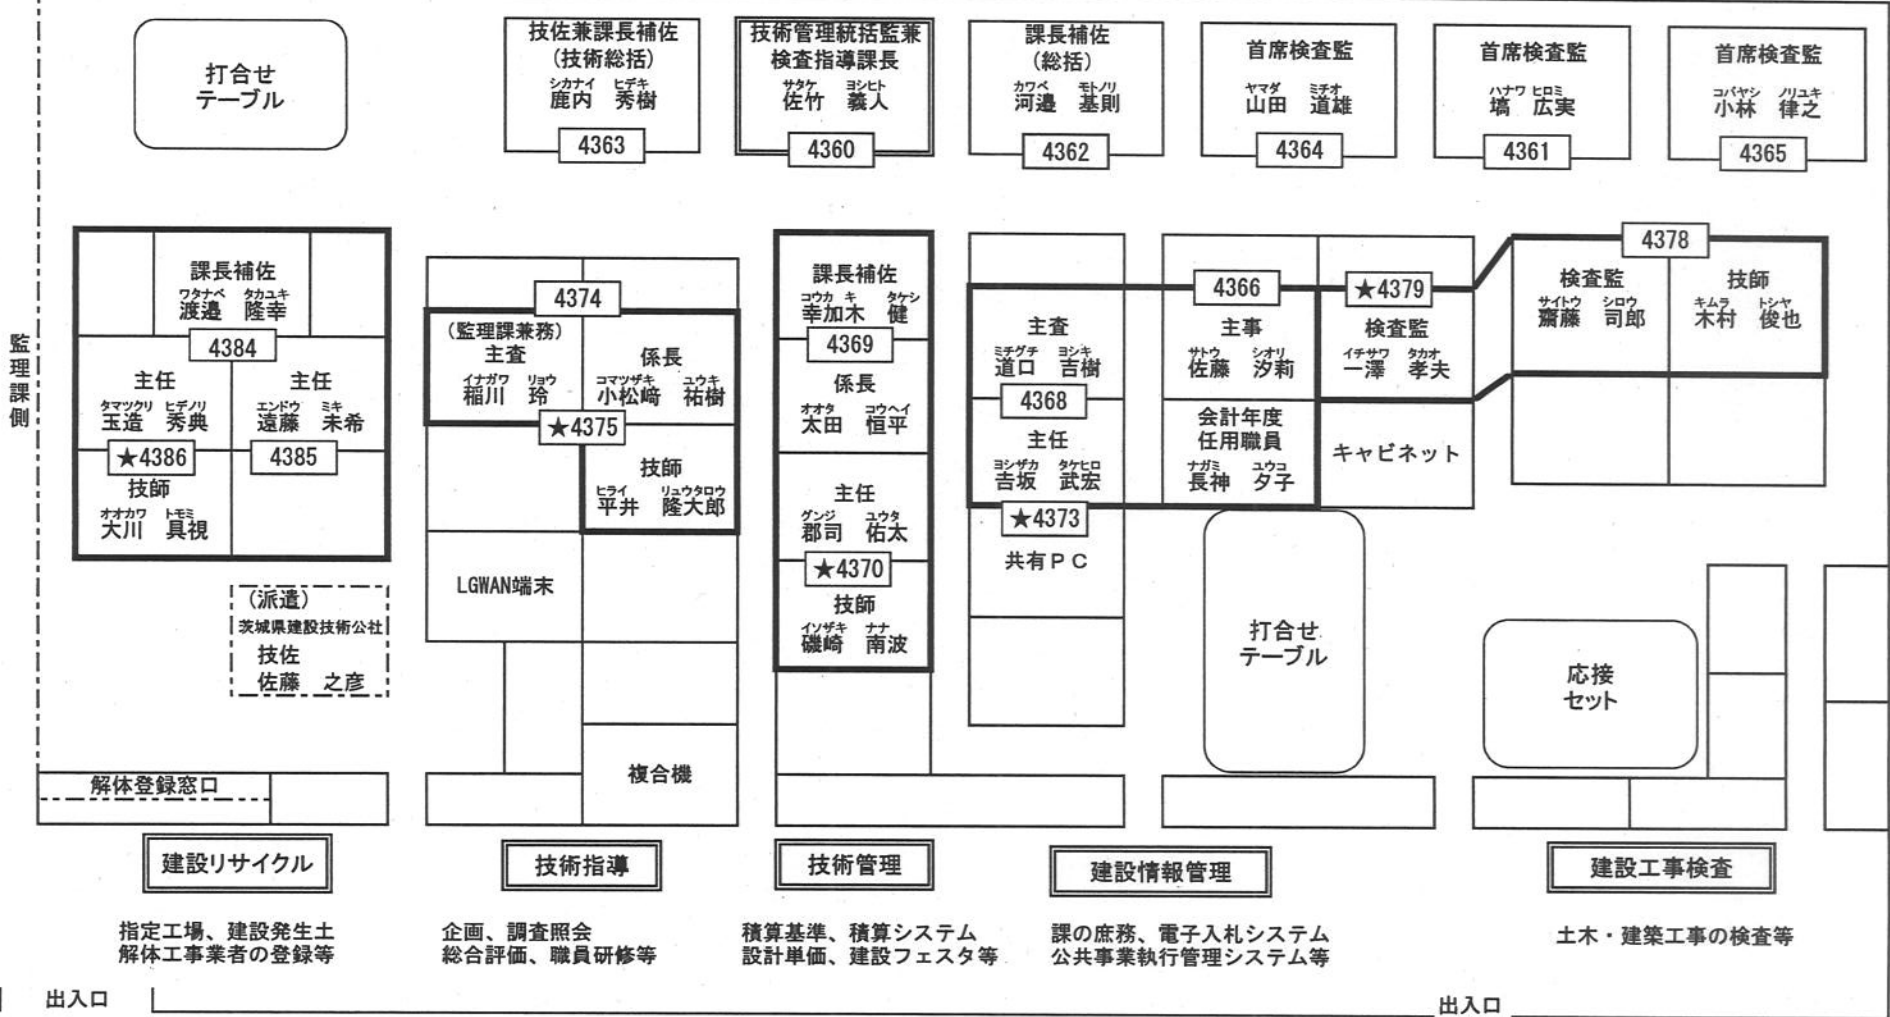 打合せ
テーブル
技佐兼課長補佐
(技術総括)
シカナイ ヒデキ
鹿内 秀樹
4363
技術管理統括監兼
検査指導課長
サタケ ヨシヒト
佐竹 義人
4360
課長補佐
(総括)
カワベ モトノリ
河邉 基則
4362
首席検査監
ヤマダ ミチオ
山田 道雄
4364
首席検査監
ハナワ ヒロミ
塙 広実
4361
首席検査監
コバヤシ ノリユキ
小林 律之
4365
監理課側
課長補佐
ワタナベ タカユキ
渡邉 隆幸
4384
主任
タマツクリ ヒデノリ
玉造 秀典
主任
エンドウ ミキ
遠藤 未希
★4386
4385
技師
オオカワ トモミ
大川 具視
(派遣)
茨城県建設技術公社
技佐
佐藤 之彦
解体登録窓口
4374
(監理課兼務)
主査
イナガワ リョウ
稲川 玲
係長
コマツザキ ユウキ
小松﨑 祐樹
★4375
技師
ヒライ リュウタロウ
平井 隆太郎
LGWAN端末
複合機
課長補佐
コウカキ タケシ
幸加木 健
4369
係長
オオタ コウヘイ
太田 恒平
主任
グンジ ユウタ
郡司 佑太
★4370
技師
イソザキ ナナ
磯崎 南波
主査
ミチグチ ヨシキ
道口 吉樹
4368
主任
ヨシザカ タケヒロ
吉坂 武宏
★4373
共有PC
4366
主事
サトウ シオリ
佐藤 汐莉
会計年度
任用職員
ナガミ ユウコ
長神 夕子
★4379
検査監
イチサワ タカオ
一澤 孝夫
キャビネット
4378
検査監
サイトウ シロウ
齋藤 司郎
技師
キムラ トシヤ
木村 俊也
打合せ
テーブル
応接
セット
建設リサイクル
技術指導
技術管理
建設情報管理
建設工事検査
指定工場、建設発生土
解体工事業者の登録等
企画、調査照会
総合評価、職員研修等
積算基準、積算システム
設計単価、建設フェスタ等
課の庶務、電子入札システム
公共事業執行管理システム等
土木・建築工事の検査等
出入口
出入口